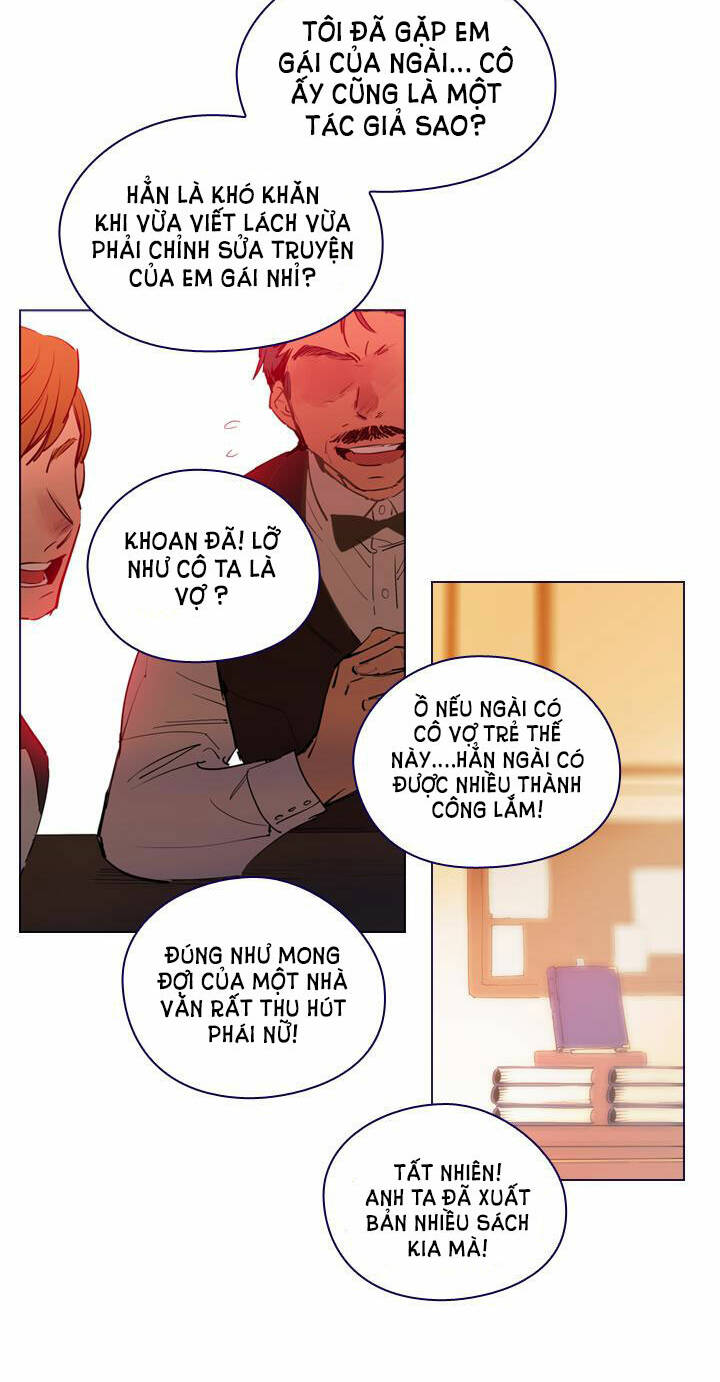 TÔI ĐÃ GẶP EM
GÁI CỦA NGÀI... CÔ
ẤY CŨNG LÀ MỘT
TÁC GIẢ SAO?
HẲN LÀ KHÓ KHĂN
KHI VỪA VIẾT LÁCH VỪA
PHẢI CHỈNH SỬA TRUYỆN
CỦA EM GÁI NHỈ?
KHOAN ĐÃ! LỠ
NHƯ CÔ TA LÀ
VỢ ?
Ồ NẾU NGÀI CÓ
CÔ VỢ TRẺ THẾ
NÀY....HẲN NGÀI CÓ
ĐƯỢC NHIỀU THÀNH
CÔNG LẮM!
ĐÚNG NHƯ MONG
ĐỢI CỦA MỘT NHÀ
VĂN RẤT THU HÚT
PHÁI NỮ!
TẤT NHIÊN!
ANH TA ĐÃ XUẤT
BẢN NHIỀU SÁCH
KIA MÀ!